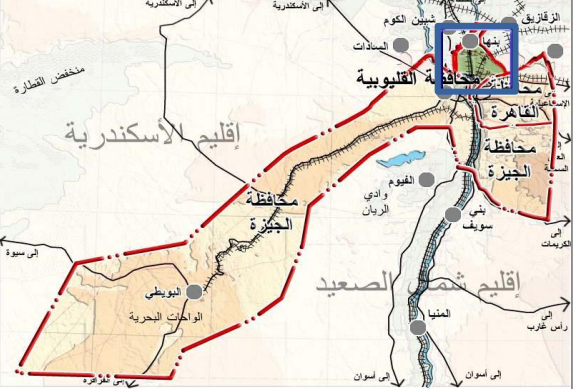 إلى الأسكندرية
إلى الأسكندرية
الزقازيق
شبين الكوم
بنها
السادات
محافظة القليوبية
منخفض القطارة
القاهرة
إقليم الأسكندرية
محافظة
الجيزة
الفيوم
وادي
الريان
محافظة
الجيزة
بني
سويف
إلى
الكريمات
إلى سيوة
إقليم شمال الصعيد
البويطي
الواحات البحرية
المنيا
إلى
رأس غارب
إلى أسوان
إلى أسوان